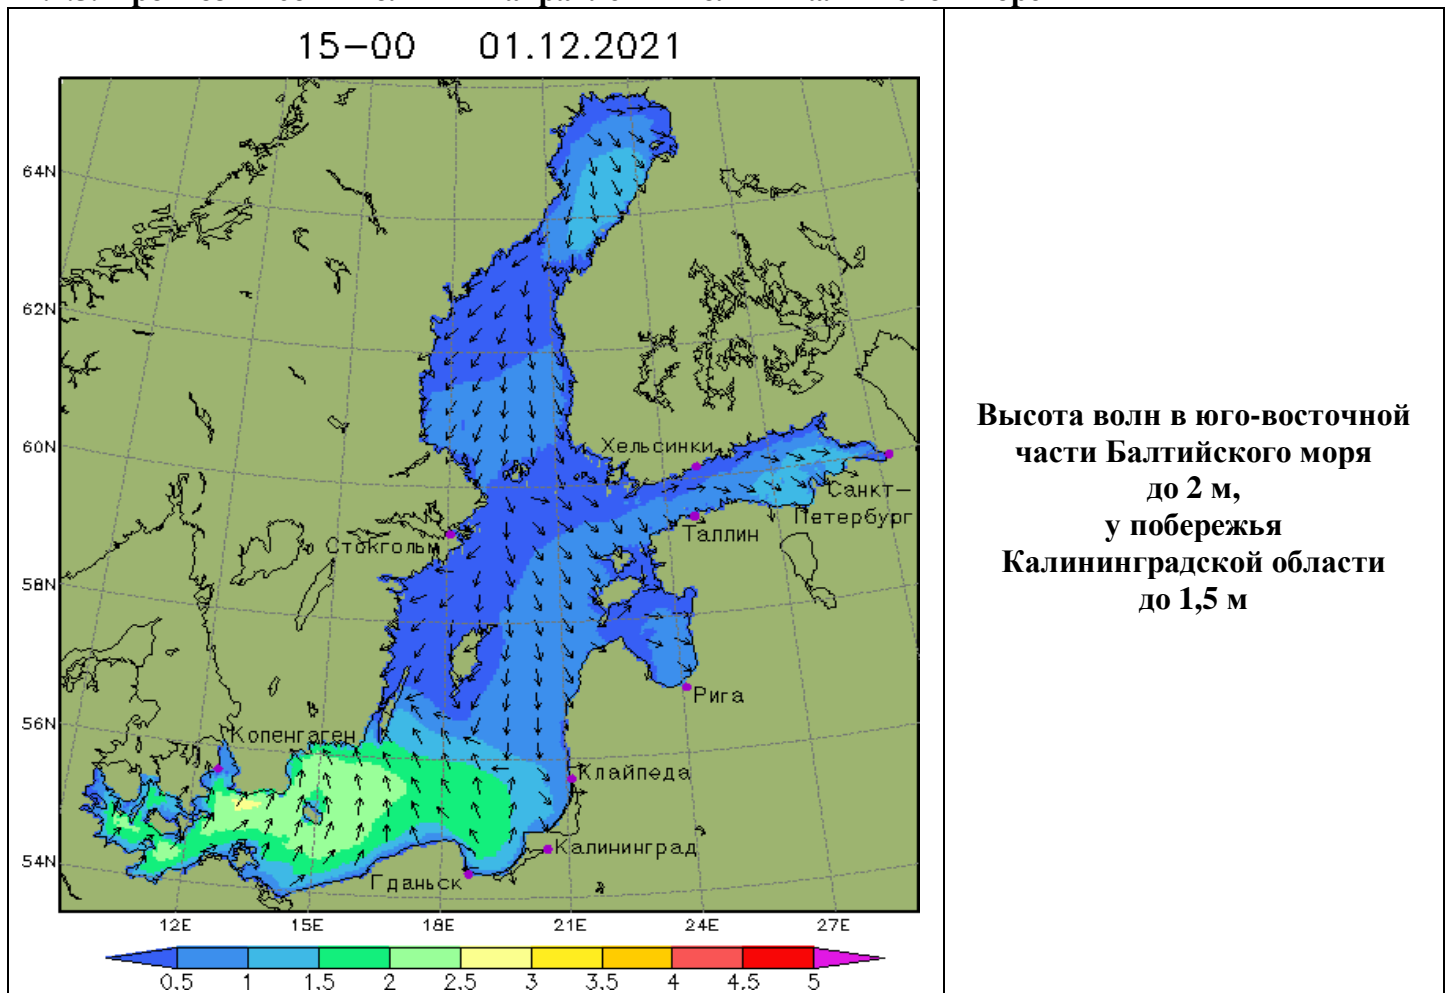 15-00 01.12.2021
64N
62N
60N
58N
56N
54N
Хельсинки
Санкт-
Петербург
Таллин
Стокгольм
Рига
Копенгаген
Клайпеда
Калининград
Гданьск
12E 15E 18E 21E 24E 27E
0,5 1 1,5 2 2,5 3 3,5 4 4,5 5
Высота волн в юго-восточной
части Балтийского моря
до 2 м,
у побережья
Калининградской области
до 1,5 м